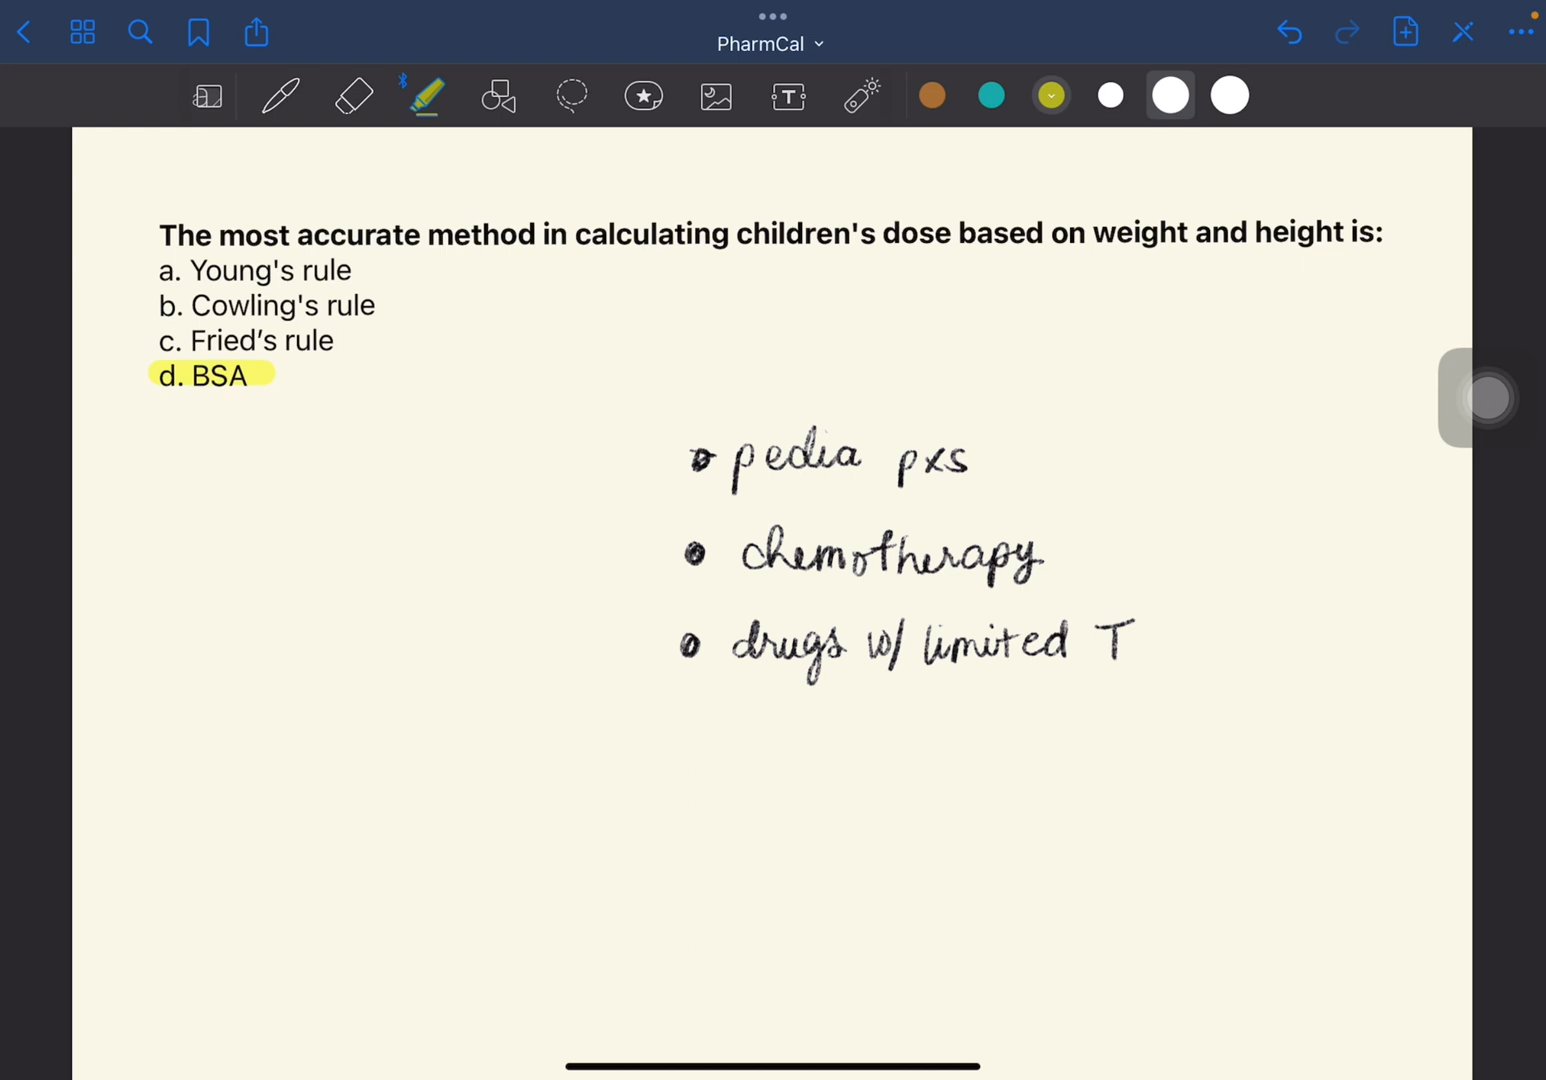 PharmCal
The most accurate method in calculating children's dose based on weight and height is:
a. Young's rule
b. Cowling's rule
c. Fried’s rule
d. BSA
pedia pxs
chemotherapy
drugs w/ limited T